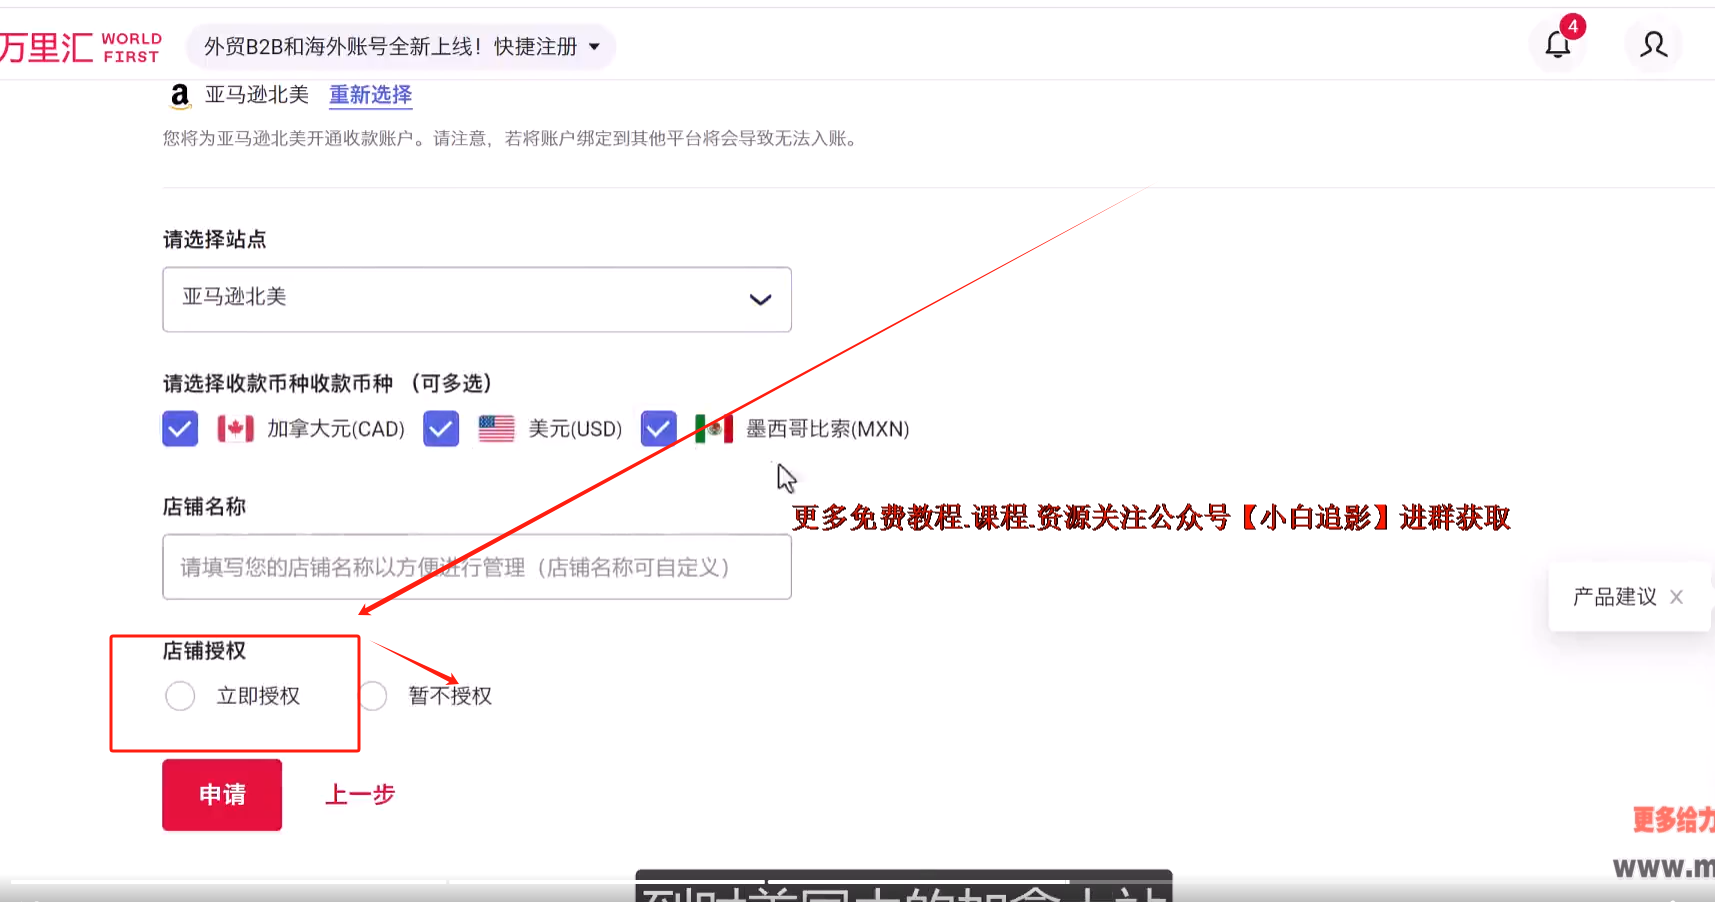 万里汇 WORLD FIRST
外贸B2B和海外账号全新上线！快捷注册
4
亚马逊北美 重新选择
您将为亚马逊北美开通收款账户。请注意，若将账户绑定到其他平台将会导致无法入账。
请选择站点
亚马逊北美
请选择收款币种收款币种 （可多选）
加拿大元(CAD) 美元(USD) 墨西哥比索(MXN)
店铺名称
更多免费教程.课程.资源关注公众号【小白追影】进群获取
请填写您的店铺名称以方便进行管理（店铺名称可自定义）
产品建议
店铺授权
立即授权 暂不授权
申请 上一步
更多给力
www.m